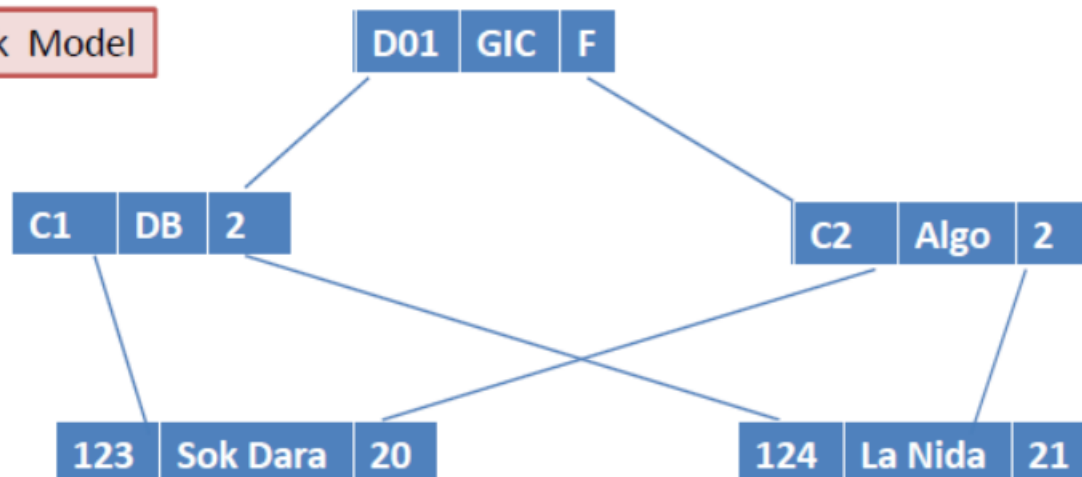 k Model
D01 GIC F
C1 DB 2
C2 Algo 2
123 Sok Dara 20
124 La Nida 21